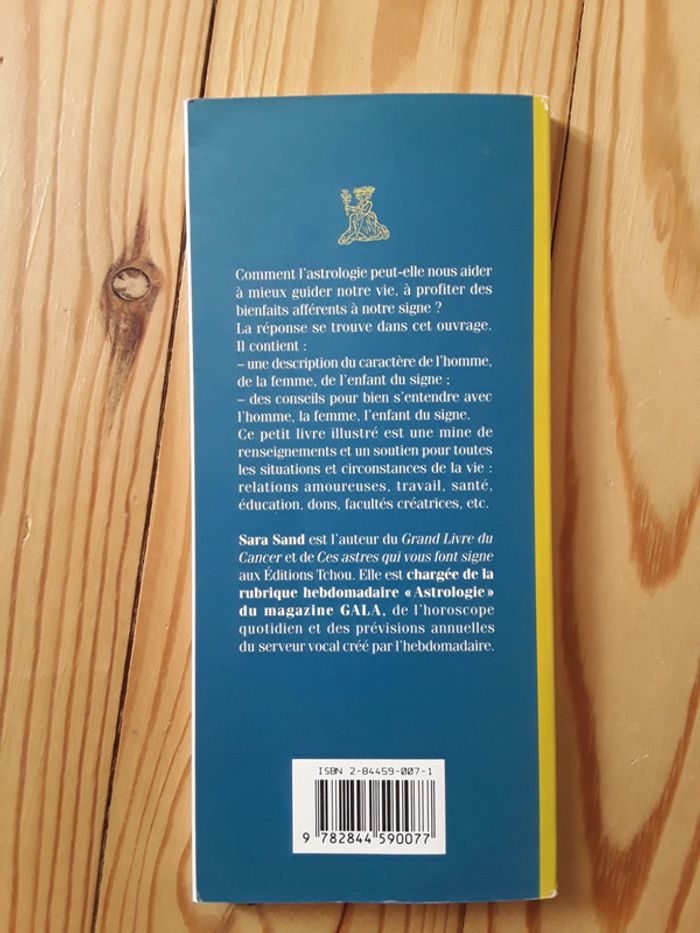 Comment l'astrologie peut-elle nous aider
à mieux guider notre vie, à profiter des
bienfaits afférents à notre signe ?
La réponse se trouve dans cet ouvrage.
Il contient :
– une description du caractère de l'homme,
de la femme, de l'enfant du signe ;
– des conseils pour bien s'entendre avec
l'homme, la femme, l'enfant du signe.
Ce petit livre illustré est une mine de
renseignements et un soutien pour toutes
les situations et circonstances de la vie :
relations amoureuses, travail, santé,
éducation, dons, facultés créatrices, etc.
Sara Sand est l'auteur du Grand Livre du
Cancer et de Ces astres qui vous font signe
aux Éditions Tchou. Elle est chargée de la
rubrique hebdomadaire « Astrologie »
du magazine GALA, de l'horoscope
quotidien et des prévisions annuelles
du serveur vocal créé par l'hebdomadaire.
ISBN 2-84459-007-1
9 782844 590077